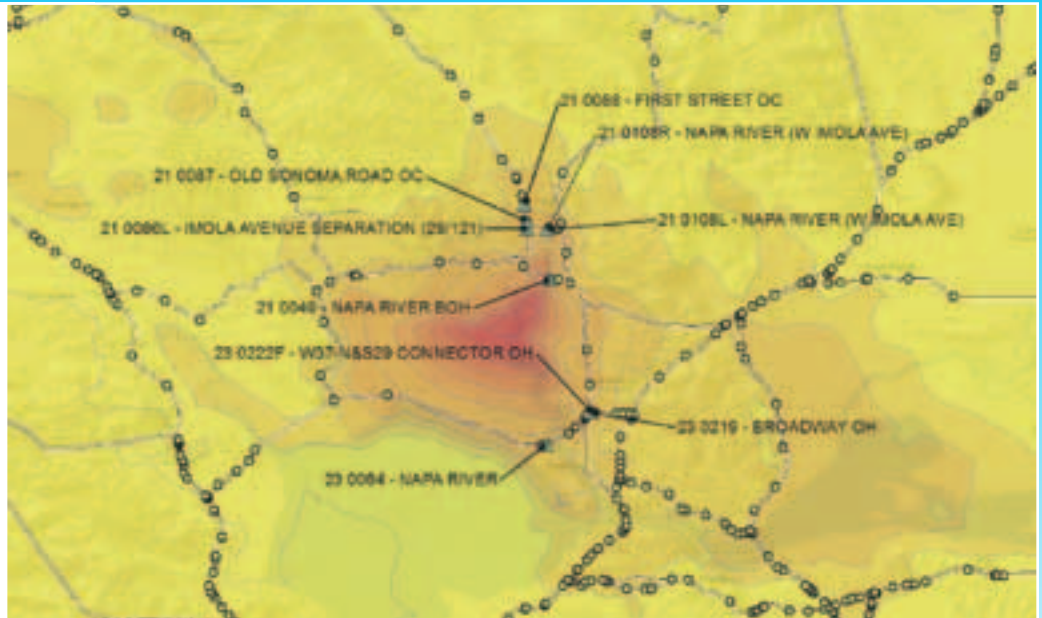 21 0088 - FIRST STREET OC
21 0108R - NAPA RIVER (W IMOLA AVE)
21 0087 - OLD SONOMA ROAD OC
21 0108L - NAPA RIVER (W IMOLA AVE)
21 0086L - IMOLA AVENUE SEPARATION (29/121)
21 0049 - NAPA RIVER BOH
23 0222F - W37-N&S29 CONNECTOR OH
23 0219 - BROADWAY OH
23 0064 - NAPA RIVER